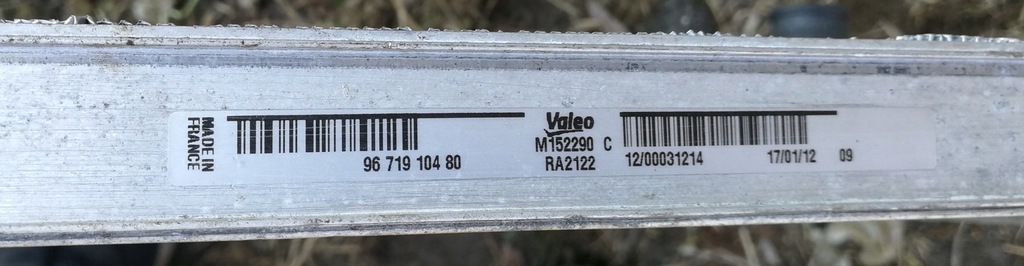 MADE IN
FRANCE
96 719 104 80
Valeo
M152290 C
RA2122
12/00031214 17/01/12 09